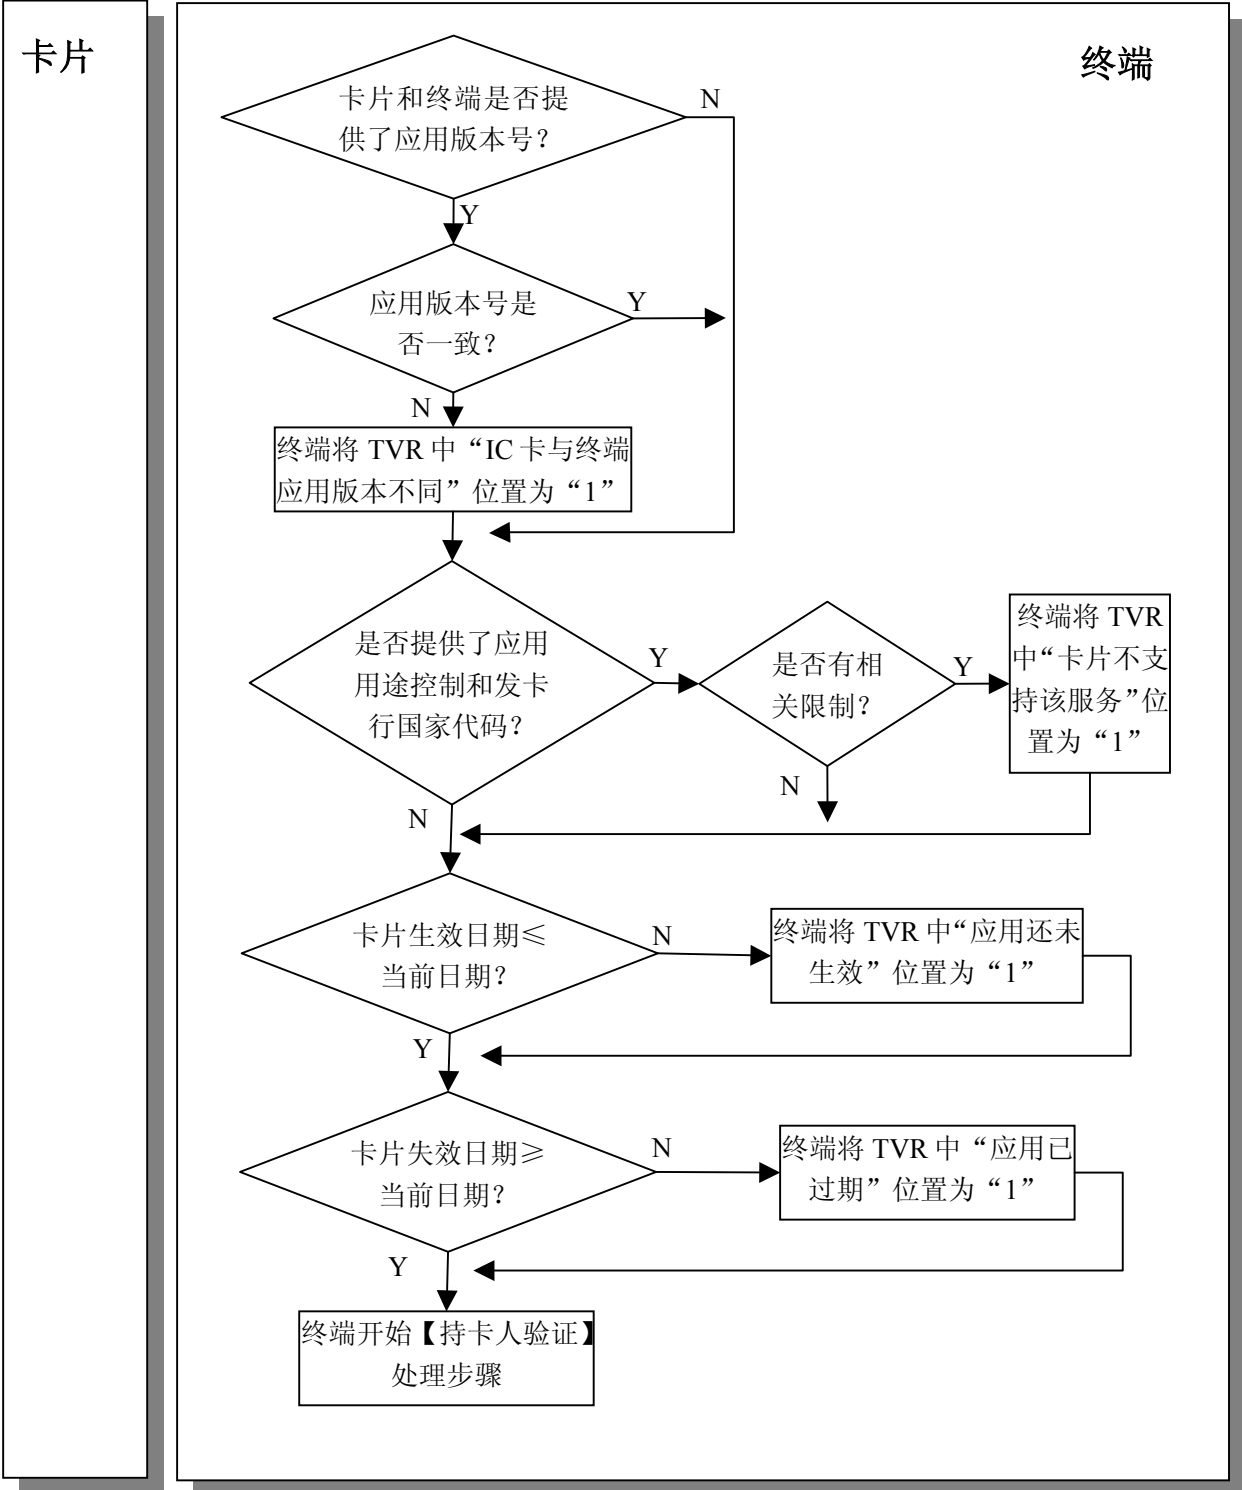 卡片
终端
卡片和终端是否提
供了应用版本号？
N
Y
应用版本号是
否一致？
Y
N
终端将 TVR 中“IC 卡与终端
应用版本不同”位置为“1”
是否提供了应用
用途控制和发卡
行国家代码？
Y
是否有相
关限制？
Y
终端将 TVR
中“卡片不支
持该服务”位
置为“1”
N
N
卡片生效日期≤
当前日期？
N
终端将 TVR 中“应用还未
生效”位置为“1”
Y
卡片失效日期≥
当前日期？
N
终端将 TVR 中“应用已
过期”位置为“1”
Y
终端开始【持卡人验证】
处理步骤